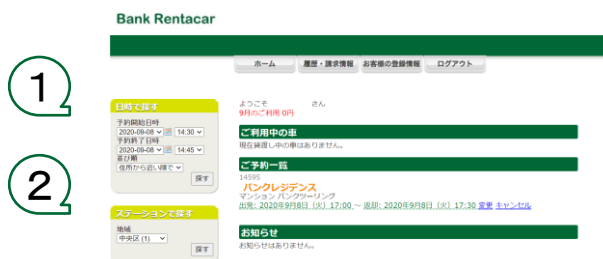 Bank Rentacar
ホーム 履歴・請求情報 お客様の登録情報 ログアウト
1
日時で探す
予約開始日時
2020-09-08 14:30
予約終了日時
2020-09-08 14:45
並び順
住所から近い順で
探す
2
ステーションで探す
地域
中央区 (1)
探す
ようこそ さん
9月のご利用 0円
ご利用中の車
現在貸渡し中の車はありません。
ご予約一覧
14595
バンクレジデンス
マンション バンクツーリング
出発: 2020年9月8日（火）17:00 ～ 返却: 2020年9月8日（火）17:30 変更 キャンセル
お知らせ
お知らせはありません。